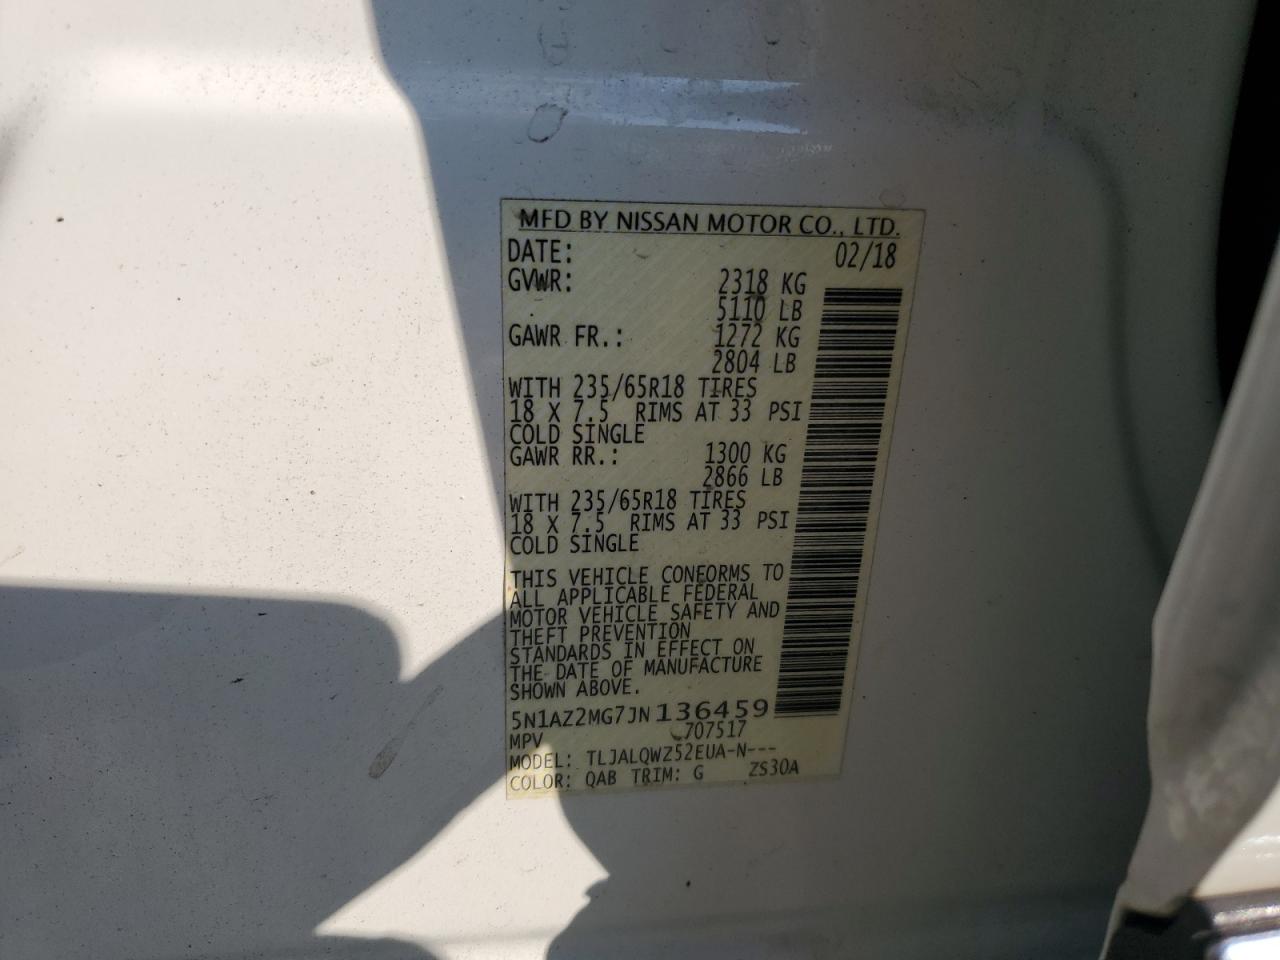 MFD BY NISSAN MOTOR CO., LTD.
DATE: 02/18
GVWR: 2318 KG
5110 LB
GAWR FR.: 1272 KG
2804 LB
WITH 235/65R18 TIRES
18 X 7.5 RIMS AT 33 PSI
COLD SINGLE
GAWR RR.: 1300 KG
2866 LB
WITH 235/65R18 TIRES
18 X 7.5 RIMS AT 33 PSI
COLD SINGLE
THIS VEHICLE CONFORMS TO
ALL APPLICABLE FEDERAL
MOTOR VEHICLE SAFETY AND
THEFT PREVENTION
STANDARDS IN EFFECT ON
THE DATE OF MANUFACTURE
SHOWN ABOVE.
5N1AZ2MG7JN136459
MPV 707517
MODEL: TLJALQWZ52EUA-N---
COLOR: QAB TRIM: G ZS30A